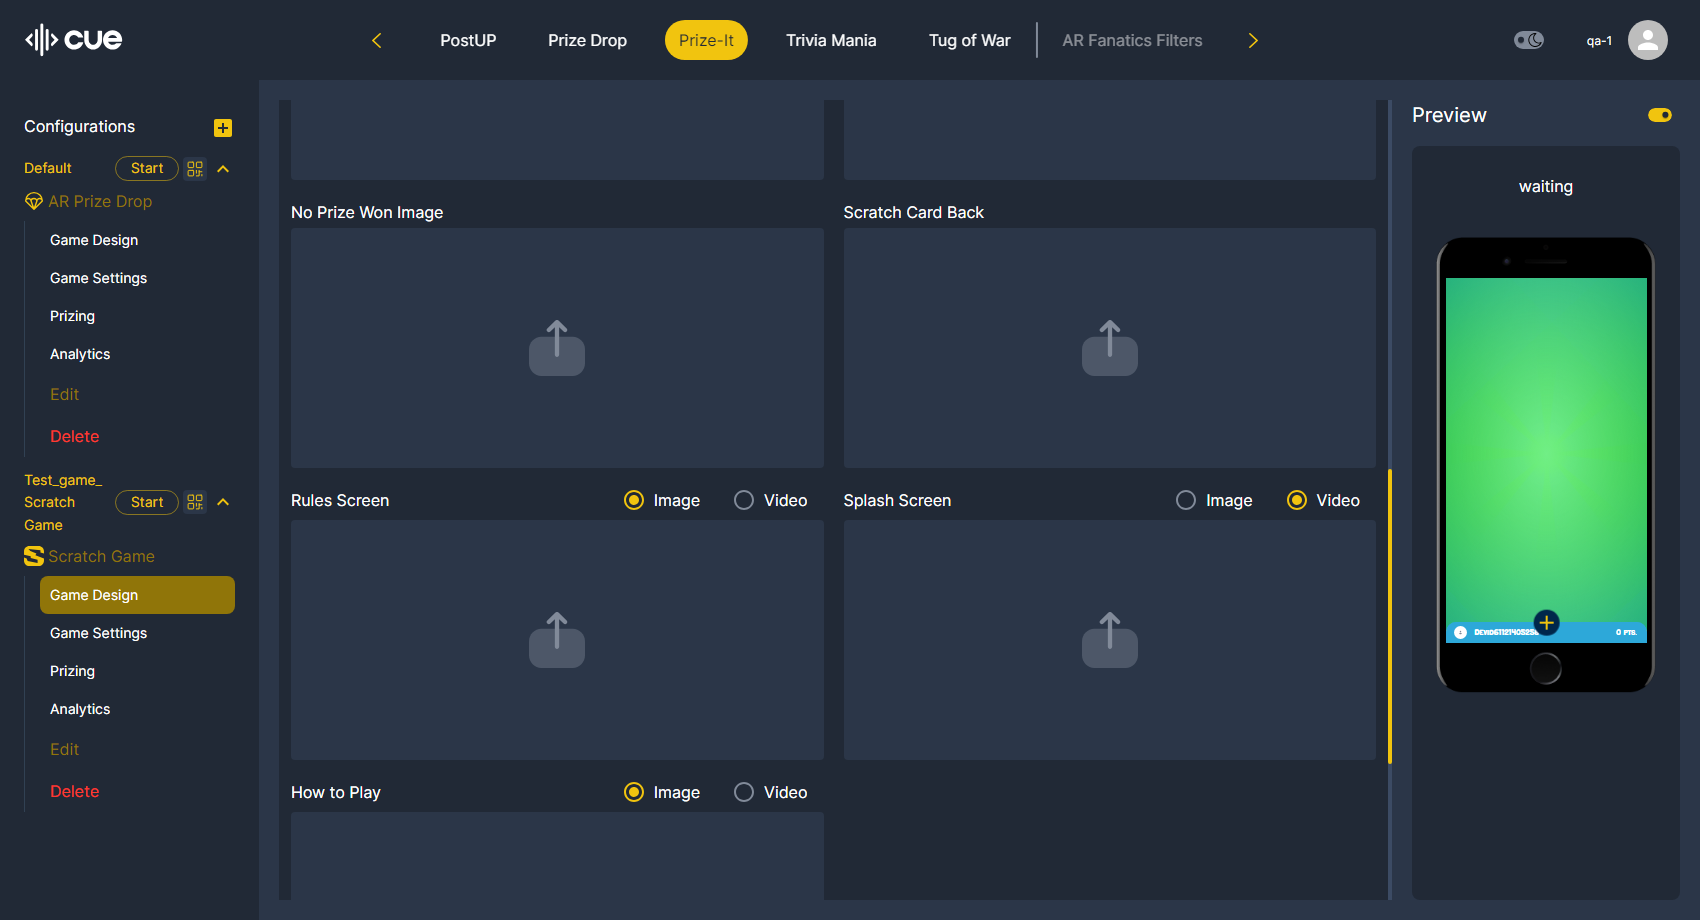 cue
PostUP
Prize Drop
Prize-It
Trivia Mania
Tug of War
AR Fanatics Filters
qa-1
Configurations
Default
Start
AR Prize Drop
Game Design
Game Settings
Prizing
Analytics
Edit
Delete
Test_game_
Scratch
Game
Start
Scratch Game
Game Design
Game Settings
Prizing
Analytics
Edit
Delete
No Prize Won Image
Scratch Card Back
Rules Screen
Image
Video
Splash Screen
Image
Video
How to Play
Image
Video
Preview
waiting
0 PTS.